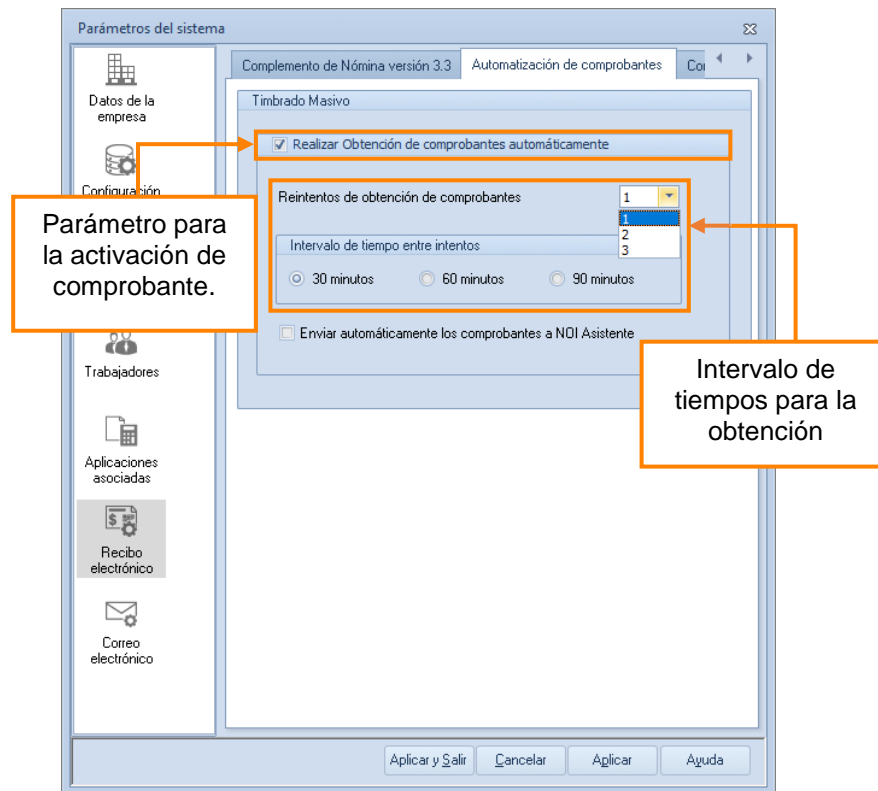 Parámetros del sistema
Datos de la
empresa
Configuración
Trabajadores
Aplicaciones
asociadas
Recibo
electrónico
Correo
electrónico
Complemento de Nómina versión 3.3
Automatización de comprobantes
Timbrado Masivo
Realizar Obtención de comprobantes automáticamente
Reintentos de obtención de comprobantes
1
1
2
3
Intervalo de tiempo entre intentos
30 minutos
60 minutos
90 minutos
Enviar automáticamente los comprobantes a NOI Asistente
Parámetro para
la activación de
comprobante.
Intervalo de
tiempos para la
obtención
Aplicar y Salir
Cancelar
Aplicar
Ayuda